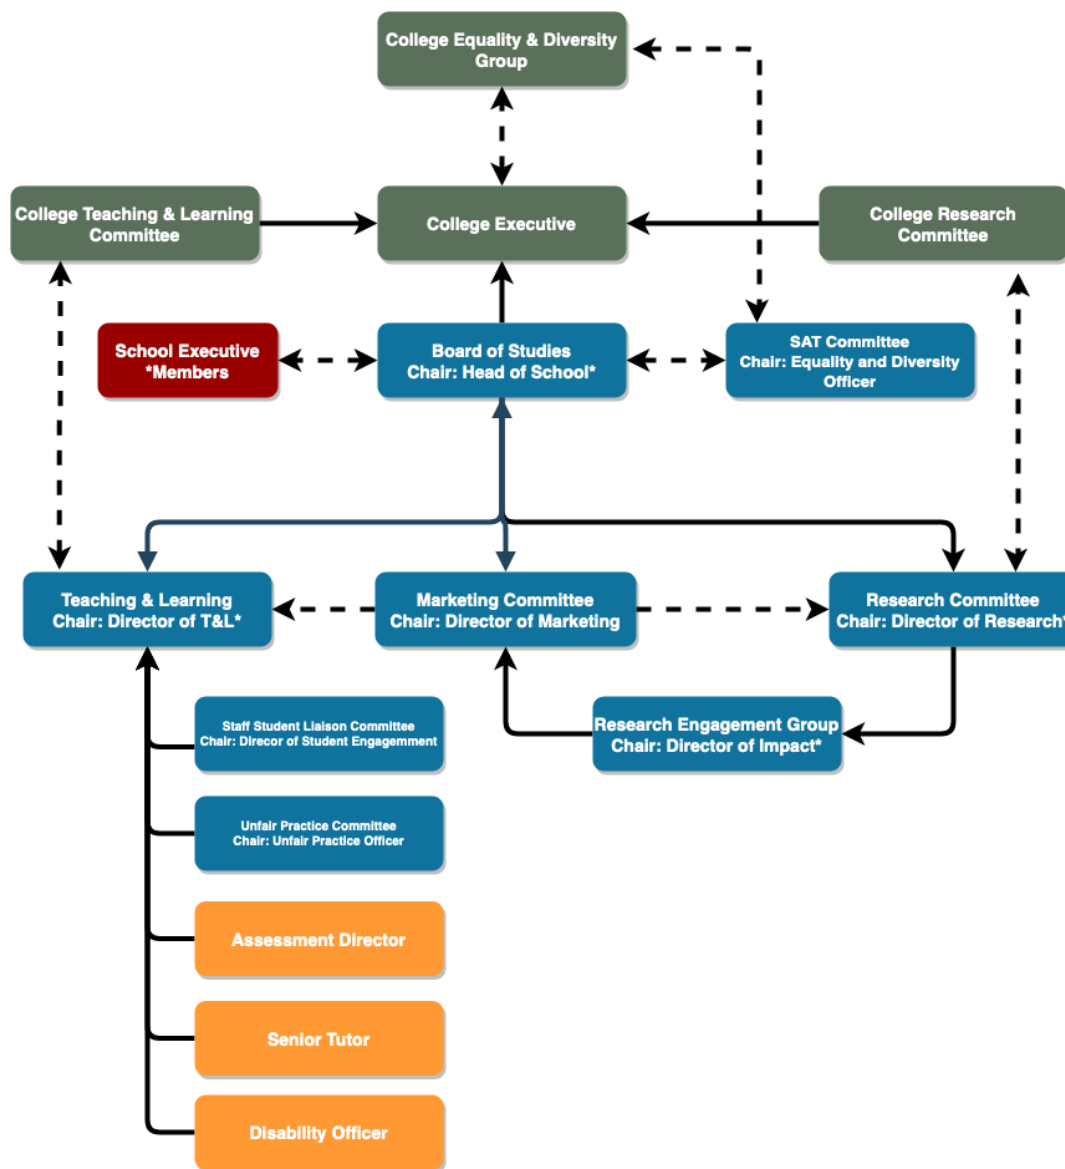 College Equality & Diversity
Group
College Teaching & Learning
Committee
College Executive
College Research
Committee
School Executive
*Members
Board of Studies
Chair: Head of School*
SAT Committee
Chair: Equality and Diversity
Officer
Teaching & Learning
Chair: Director of T&L*
Marketing Committee
Chair: Director of Marketing
Research Committee
Chair: Director of Research*
Staff Student Liaison Committee
Chair: Direcor of Student Engagemment
Research Engagement Group
Chair: Director of Impact*
Unfair Practice Committee
Chair: Unfair Practice Officer
Assessment Director
Senior Tutor
Disability Officer